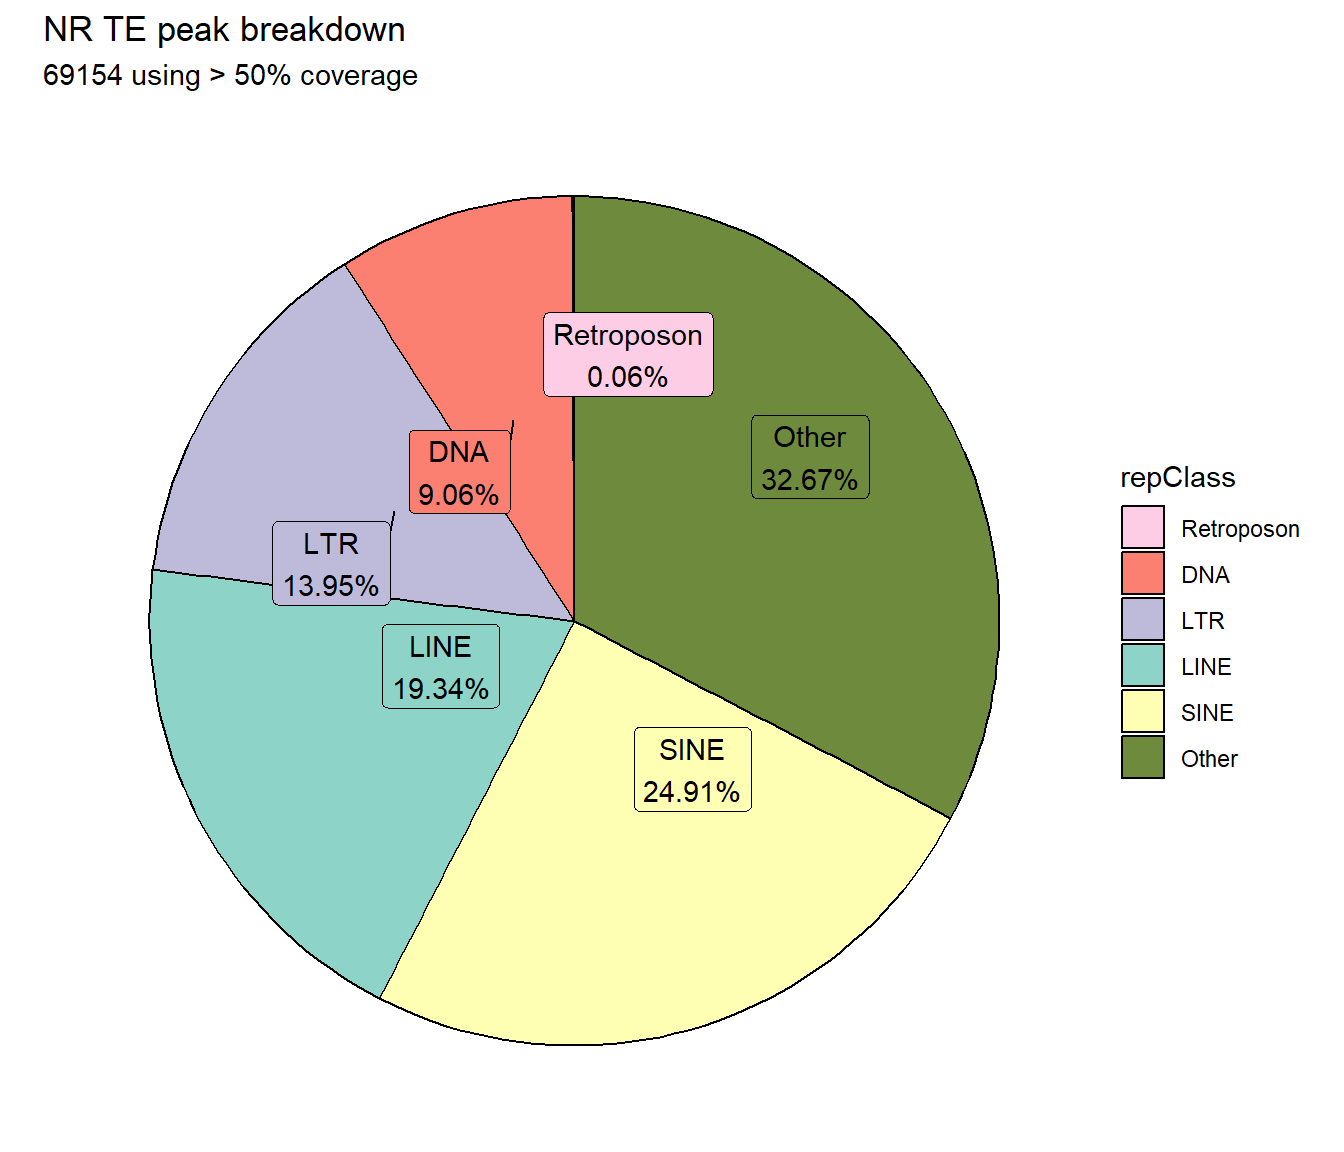 NR TE peak breakdown
69154 using > 50% coverage
Retroposon
0.06%
Other
32.67%
DNA
9.06%
LTR
13.95%
LINE
19.34%
SINE
24.91%
repClass
Retroposon
DNA
LTR
LINE
SINE
Other